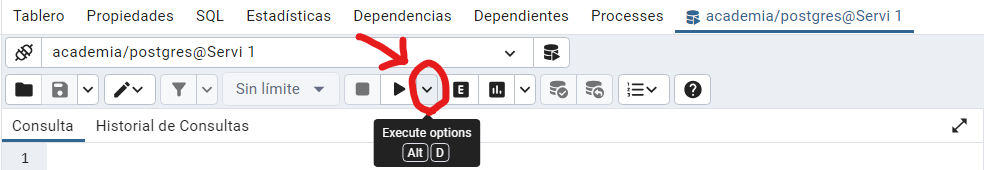 Tablero Propiedades SQL Estadísticas Dependencias Dependientes Processes academia/postgres@Servi 1
academia/postgres@Servi 1
Sin límite E
Consulta Historial de Consultas
Execute options
Alt D
1